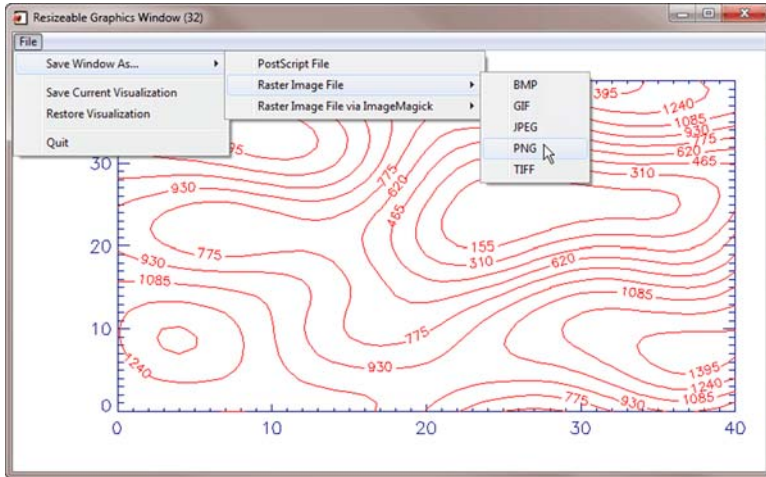 Resizeable Graphics Window (32)
File
Save Window As...
Save Current Visualization
Restore Visualization
Quit
PostScript File
Raster Image File
Raster Image File via ImageMagick
BMP
GIF
JPEG
PNG
TIFF
395
1240
1085
930
775
620
465
310
775
620
465
930
775
930
1085
1240
155
310
620
1085
775
930
1395
1240
1085
775
930
30
20
10
0
0
10
20
30
40